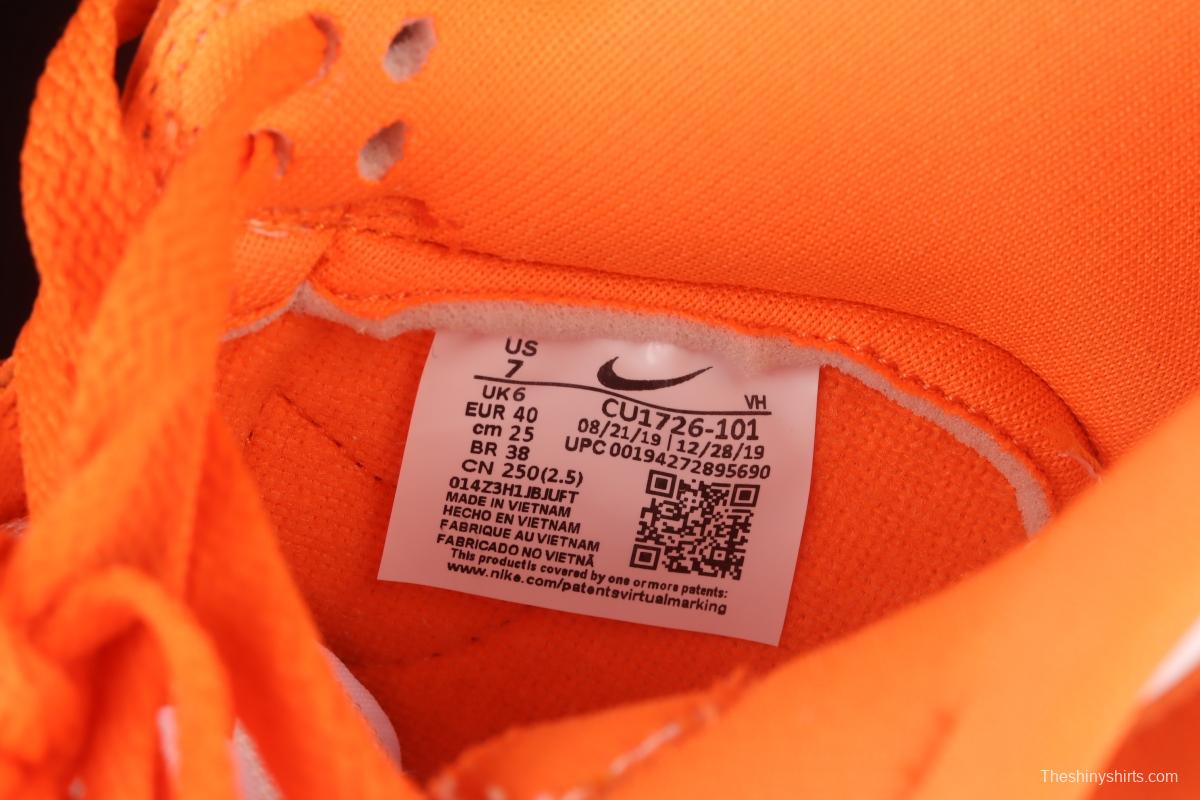 US
7
VH
UK 6
EUR 40
cm 25
BR 38
CN 250(2.5)
014Z3H1JBJUFT
MADE IN VIETNAM
HECHO EN VIETNAM
FABRIQUE AU VIETNAM
FABRICADO NO VIETNÃ
CU1726-101
08/21/19 | 12/28/19
UPC 00194272895690
This product is covered by one or more patents:
www.nike.com/patentsvirtualmarking
Theshinyshirts.com